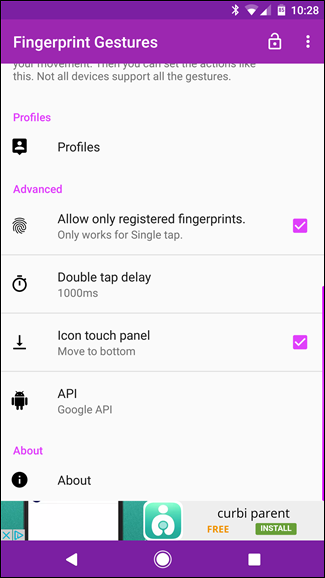 10:28
Fingerprint Gestures
your movement. Then you can set the actions like
this. Not all devices support all the gestures.
Profiles
Profiles
Advanced
Allow only registered fingerprints.
Only works for Single tap.
Double tap delay
1000ms
Icon touch panel
Move to bottom
API
Google API
About
About
curbi parent
FREE
INSTALL